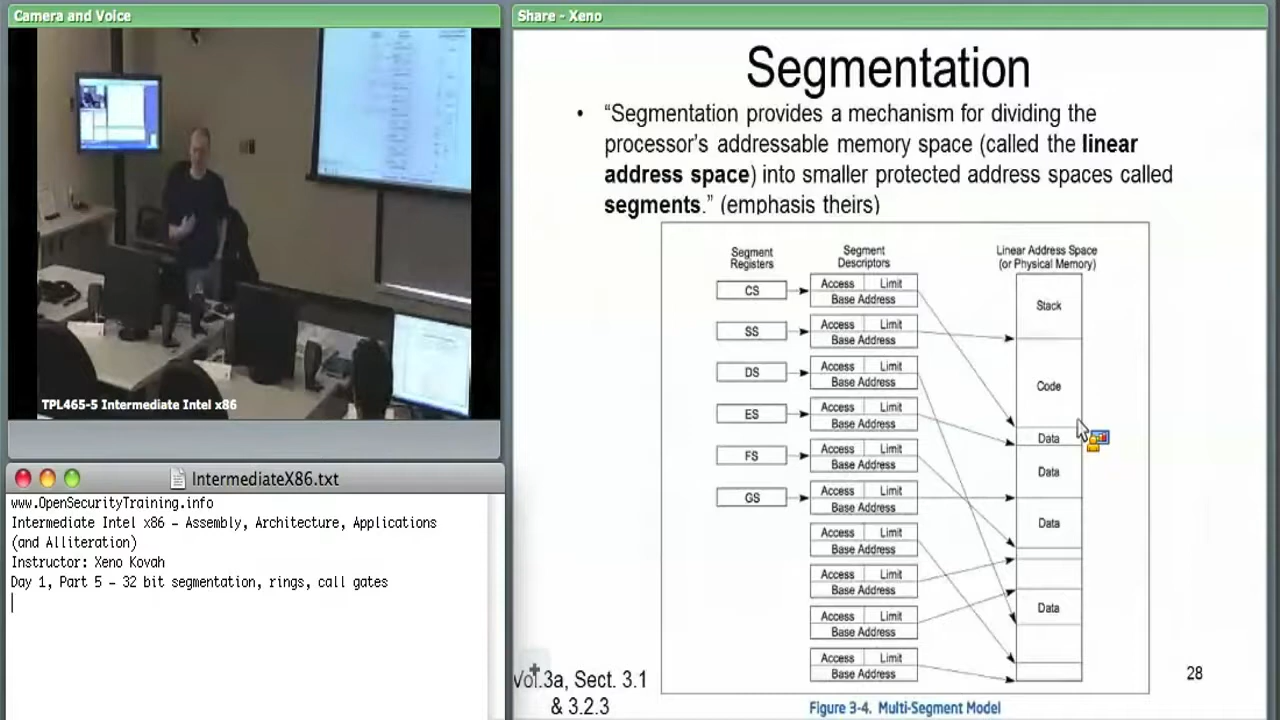 Camera and Voice
TPL465-5 Intermediate Intel x86
IntermediateX86.txt
www.OpenSecurityTraining.info
Intermediate Intel x86 – Assembly, Architecture, Applications
(and Alliteration)
Instructor: Xeno Kovah
Day 1, Part 5 – 32 bit sementation, rings, call gates
Share - Xeno
Segmentation
• “Segmentation provides a mechanism for dividing the
processor’s addressable memory space (called the linear
address space) into smaller protected address spaces called
segments.” (emphasis theirs)
Segment
Registers
Segment
Descriptors
Linear Address Space
(or Physical Memory)
CS
SS
DS
ES
FS
GS
Access Limit
Base Address
Access Limit
Base Address
Access Limit
Base Address
Access Limit
Base Address
Access Limit
Base Address
Access Limit
Base Address
Access Limit
Base Address
Access Limit
Base Address
Access Limit
Base Address
Access Limit
Base Address
Stack
Code
Data
Data
Data
Data
Vol.3a, Sect. 3.1
& 3.2.3
Figure 3-4. Multi-Segment Model
28